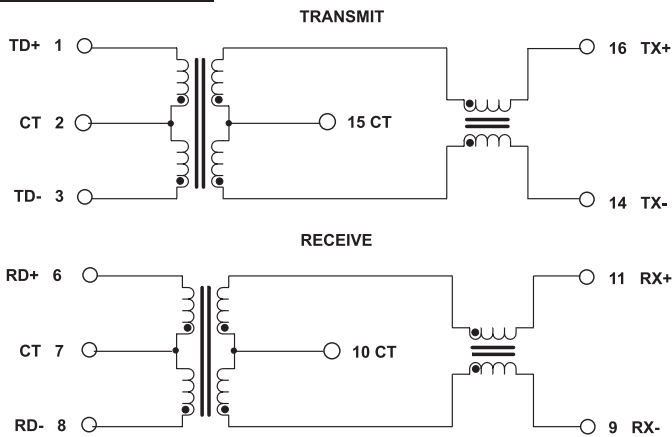 TRANSMIT
TD+ 1
16 TX+
CT 2
15 CT
TD- 3
14 TX-
RECEIVE
RD+ 6
11 RX+
CT 7
10 CT
RD- 8
9 RX-